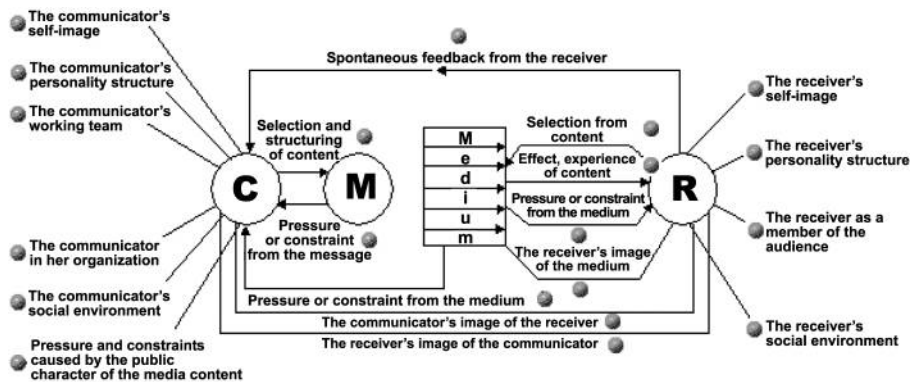 The communicator's
self-image
The communicator's
personality structure
The communicator's
working team
The communicator
in her organization
The communicator's
social environment
Pressure and constraints
caused by the public
character of the media content
Spontaneous feedback from the receiver
Selection and
structuring
of content
C
M
Pressure
or constraint
from the message
M
e
d
i
u
m
Selection from
content
Effect, experience
of content
Pressure or constraint
from the medium
The receiver's image
of the medium
R
Pressure or constraint from the medium
The communicator's image of the receiver
The receiver's image of the communicator
The receiver's
self-image
The receiver's
personality structure
The receiver as a
member of the
audience
The receiver's
social environment